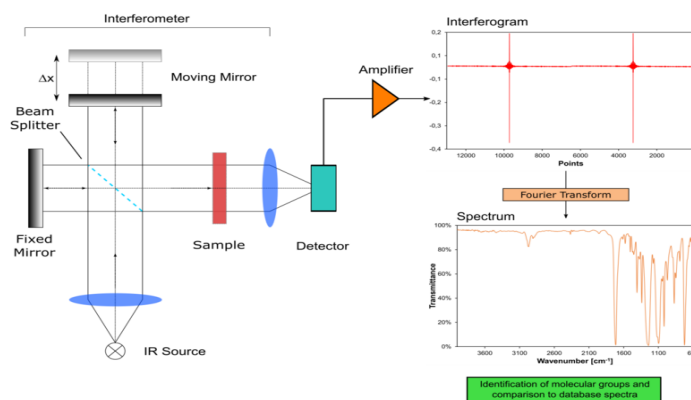 Interferometer
Δx
Moving Mirror
Beam
Splitter
Fixed
Mirror
Sample
Detector
IR Source
Amplifier
Interferogram
0,2
0,1
-0,1
-0,2
-0,3
-0,4
12000 10000 8000 6000 4000 2000 0
Points
Fourier Transform
Spectrum
100%
80%
60%
40%
20%
0%
Transmittance
3600 3100 2600 2100 1600 1100
Wavenumber [cm⁻¹]
Identification of molecular groups and
comparison to database spectra